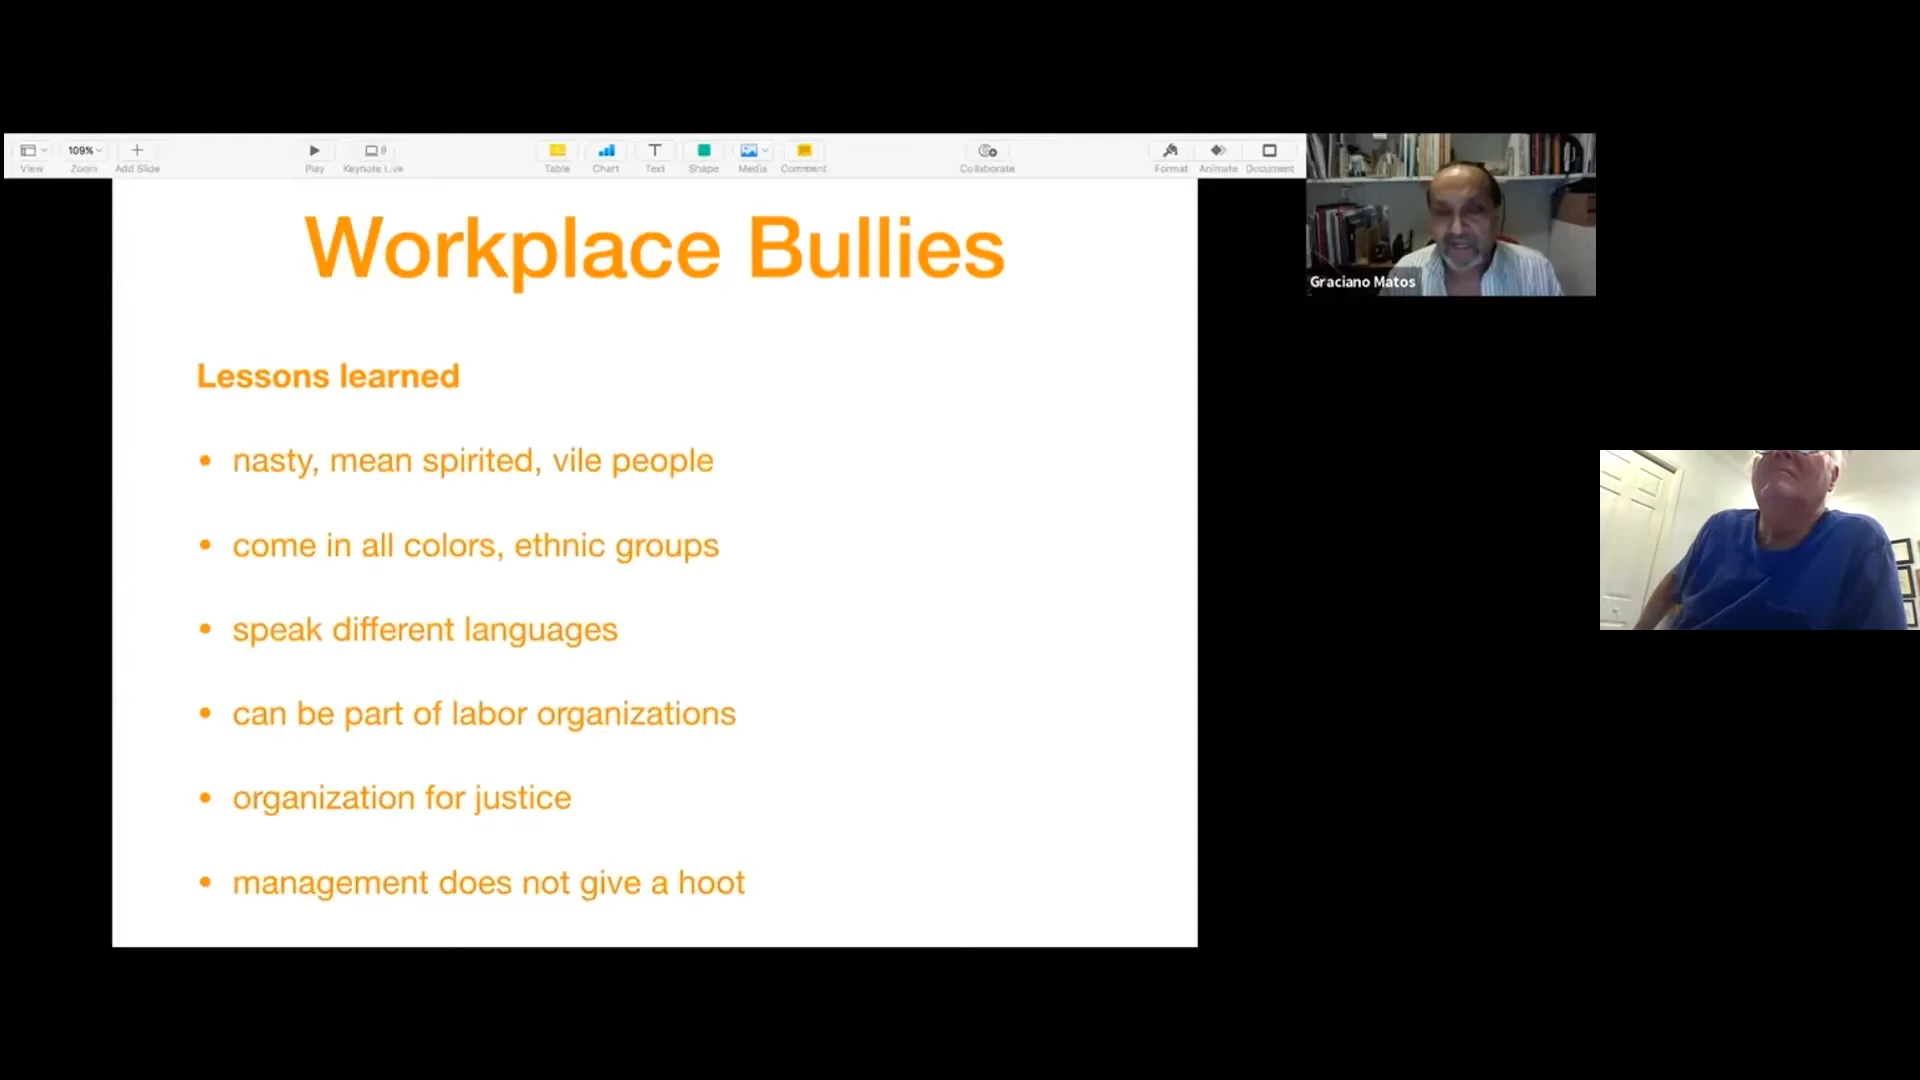 109%
View
Zoom
Add Slide
Play
Keynote Live
Table
Chart
Text
Shape
Media
Comment
Collaborate
Format
Animate
Document
Workplace Bullies
Lessons learned
• nasty, mean spirited, vile people
• come in all colors, ethnic groups
• speak different languages
• can be part of labor organizations
• organization for justice
• management does not give a hoot
Graciano Matos